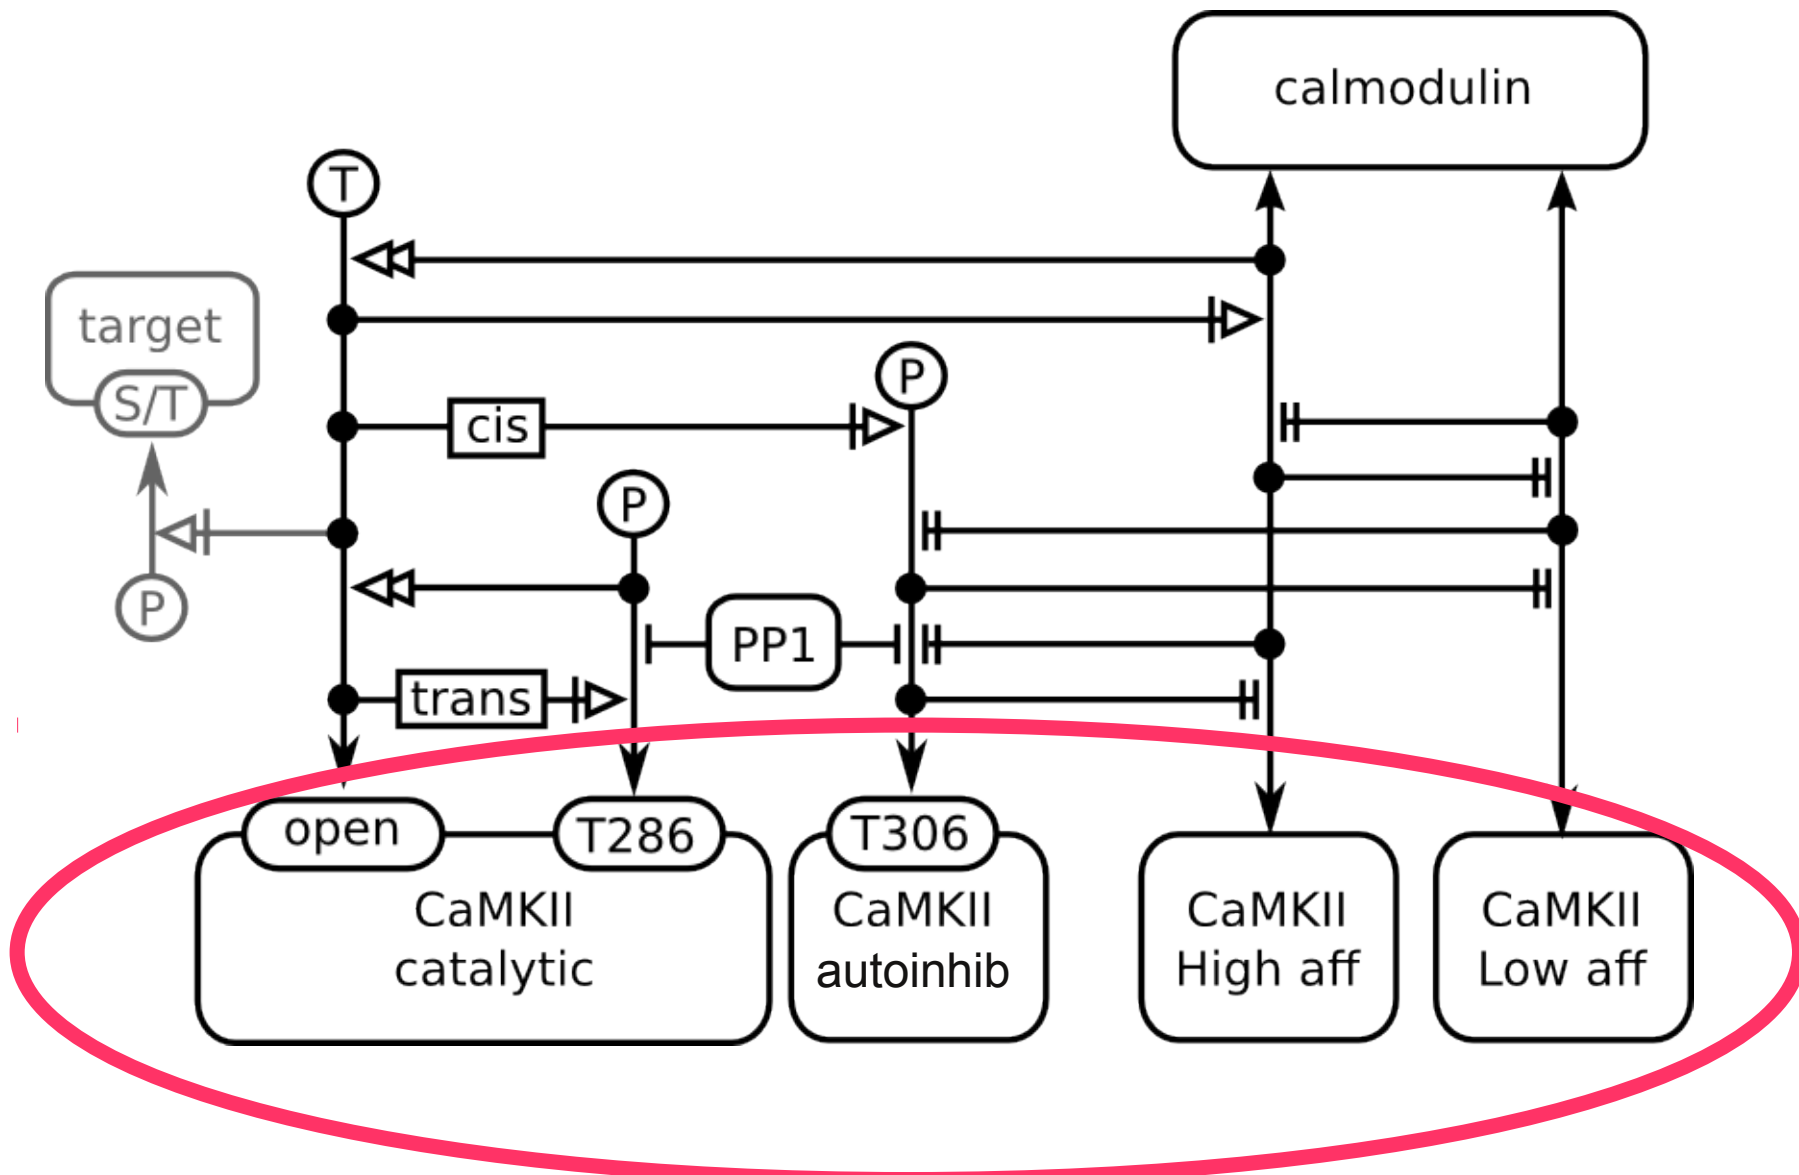 calmodulin
T
target
S/T
P
cis
P
P
PP1
trans
open
T286
T306
CaMKII
catalytic
CaMKII
autoinhib
CaMKII
High aff
CaMKII
Low aff